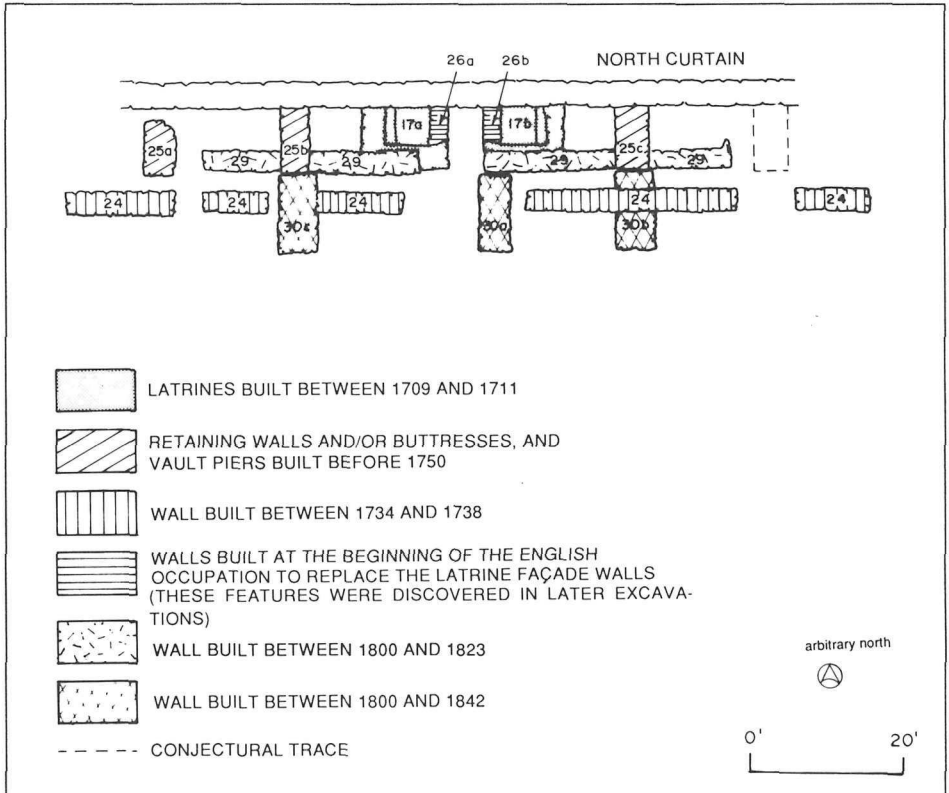 26a 26b NORTH CURTAIN
17a 17b
25a 25b 25c
29 29 29 29
24 24 24 24 24
30c 30a 30b
LATRINES BUILT BETWEEN 1709 AND 1711
RETAINING WALLS AND/OR BUTTRESSES, AND
VAULT PIERS BUILT BEFORE 1750
WALL BUILT BETWEEN 1734 AND 1738
WALLS BUILT AT THE BEGINNING OF THE ENGLISH
OCCUPATION TO REPLACE THE LATRINE FAÇADE WALLS
(THESE FEATURES WERE DISCOVERED IN LATER EXCAVA-
TIONS)
WALL BUILT BETWEEN 1800 AND 1823
arbitrary north
WALL BUILT BETWEEN 1800 AND 1842
CONJECTURAL TRACE
0' 20'